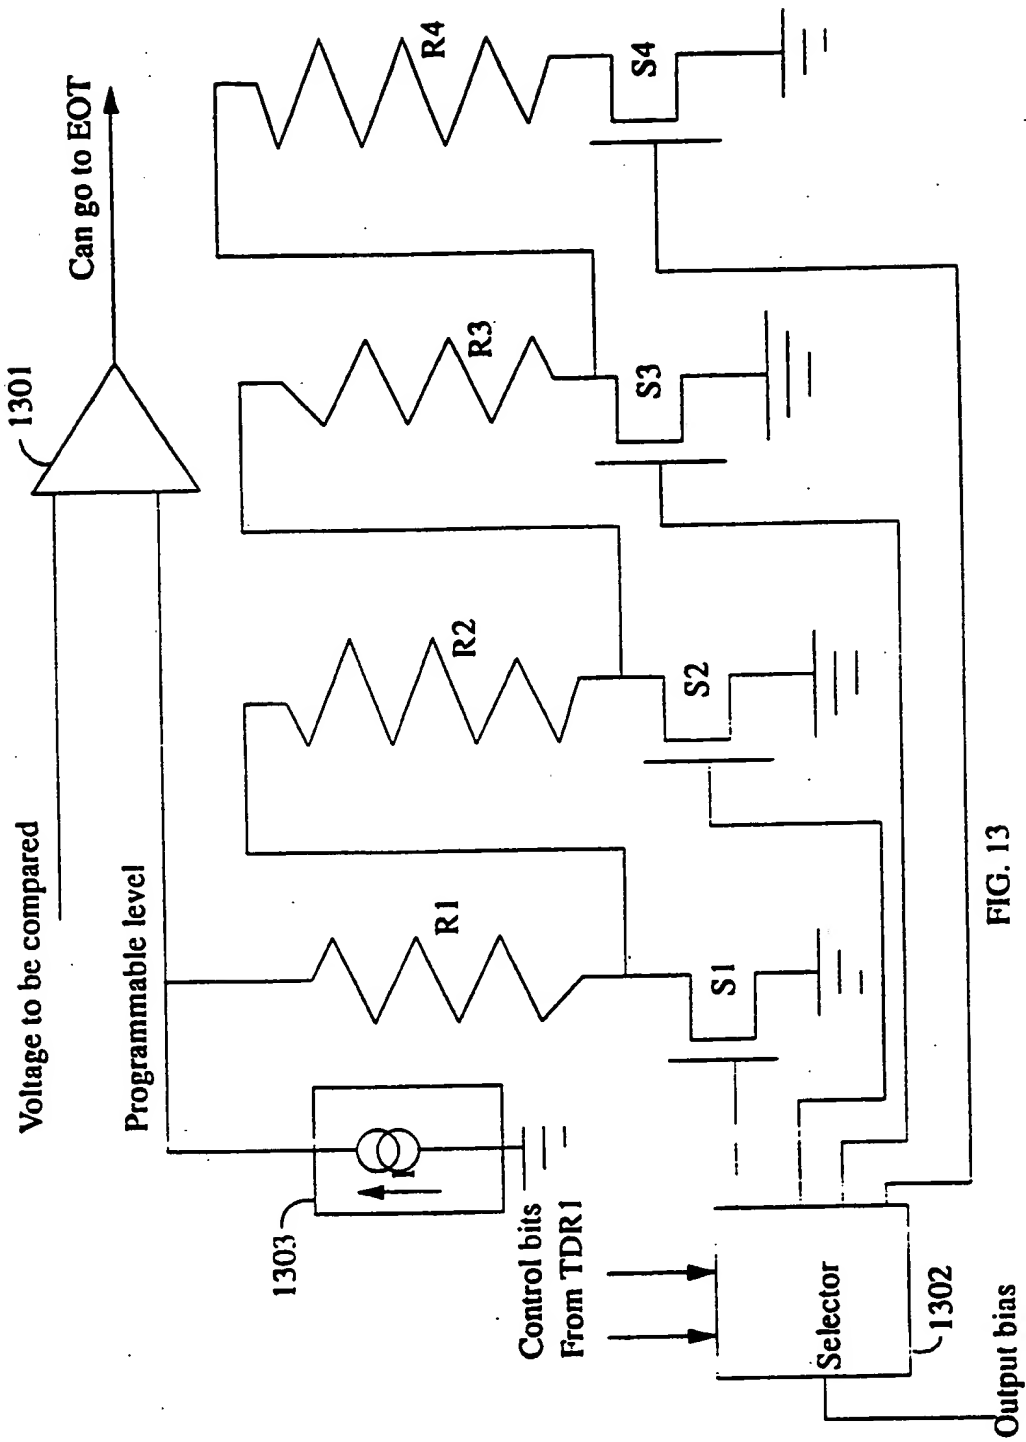 Voltage to be compared
Programmable level
1301
Can go to EOT
1303
I
R1
R2
R3
R4
S1
S2
S3
S4
Control bits
From TDR1
Selector
1302
Output bias
FIG. 13